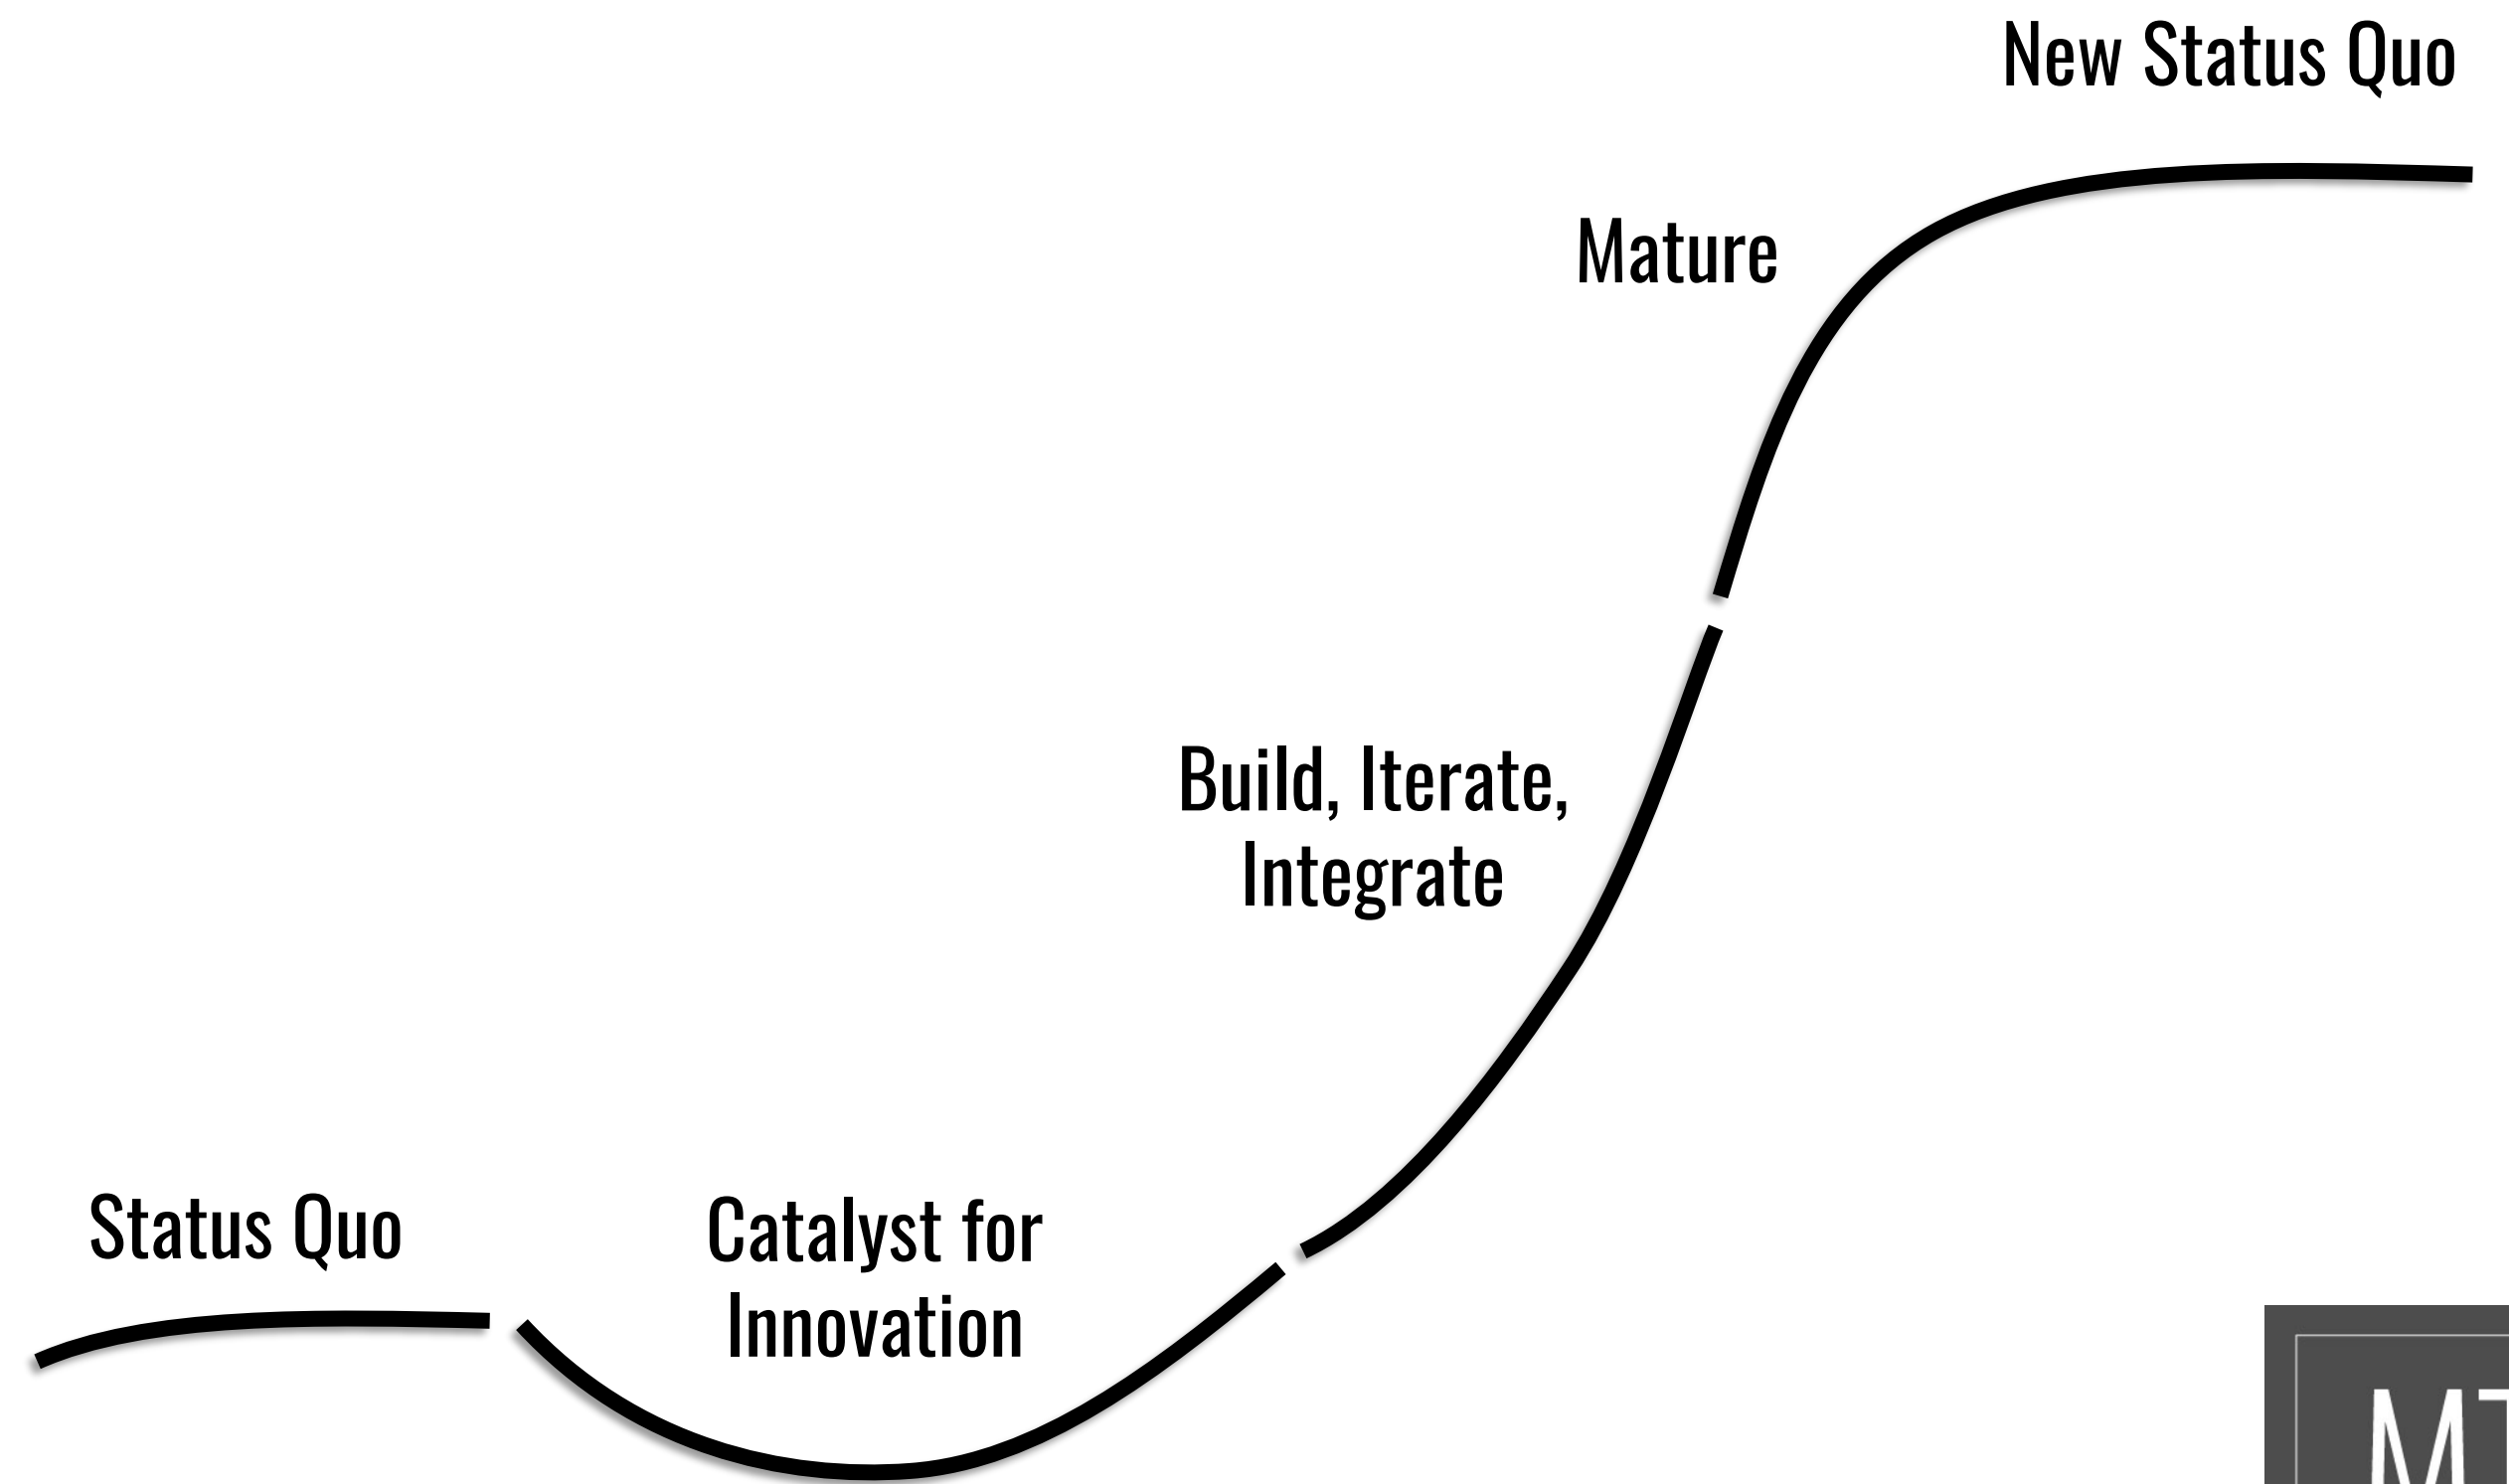 New Status Quo
Mature
Build, Iterate,
Integrate
Status Quo
Catalyst for
Innovation